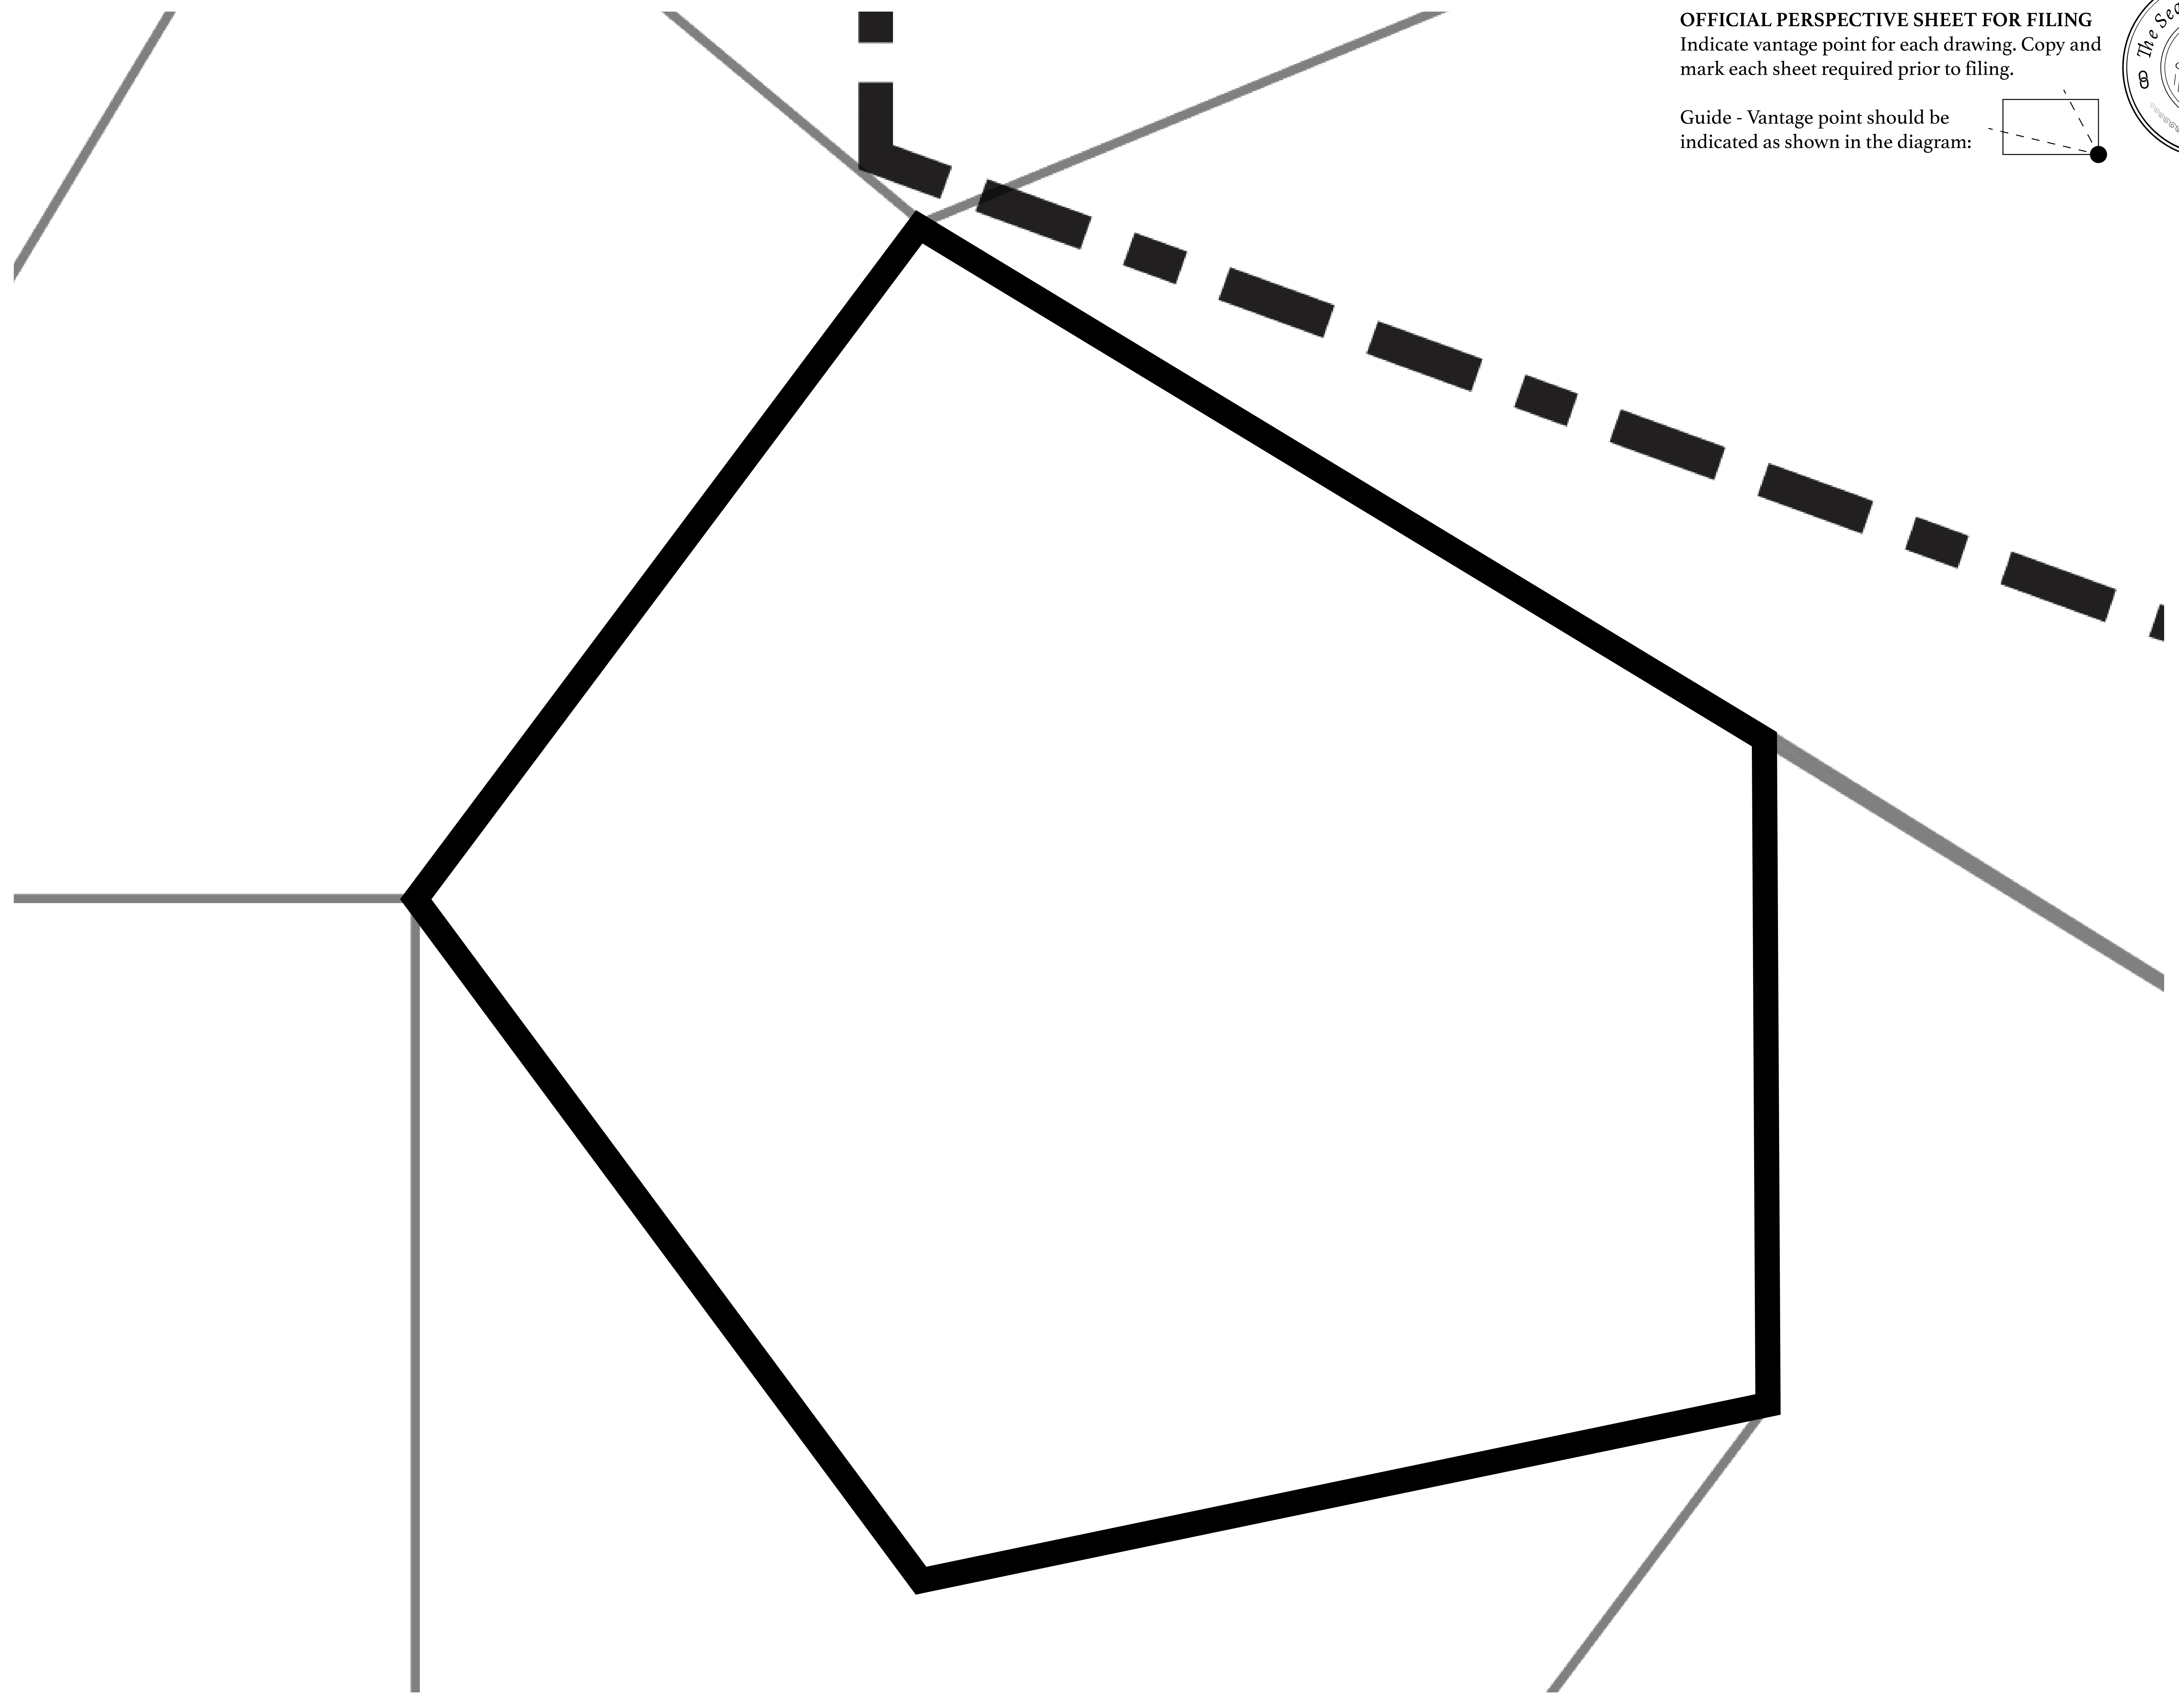 OFFICIAL PERSPECTIVE SHEET FOR FILING
Indicate vantage point for each drawing. Copy and
mark each sheet required prior to filing.
Guide - Vantage point should be
indicated as shown in the diagram:
The